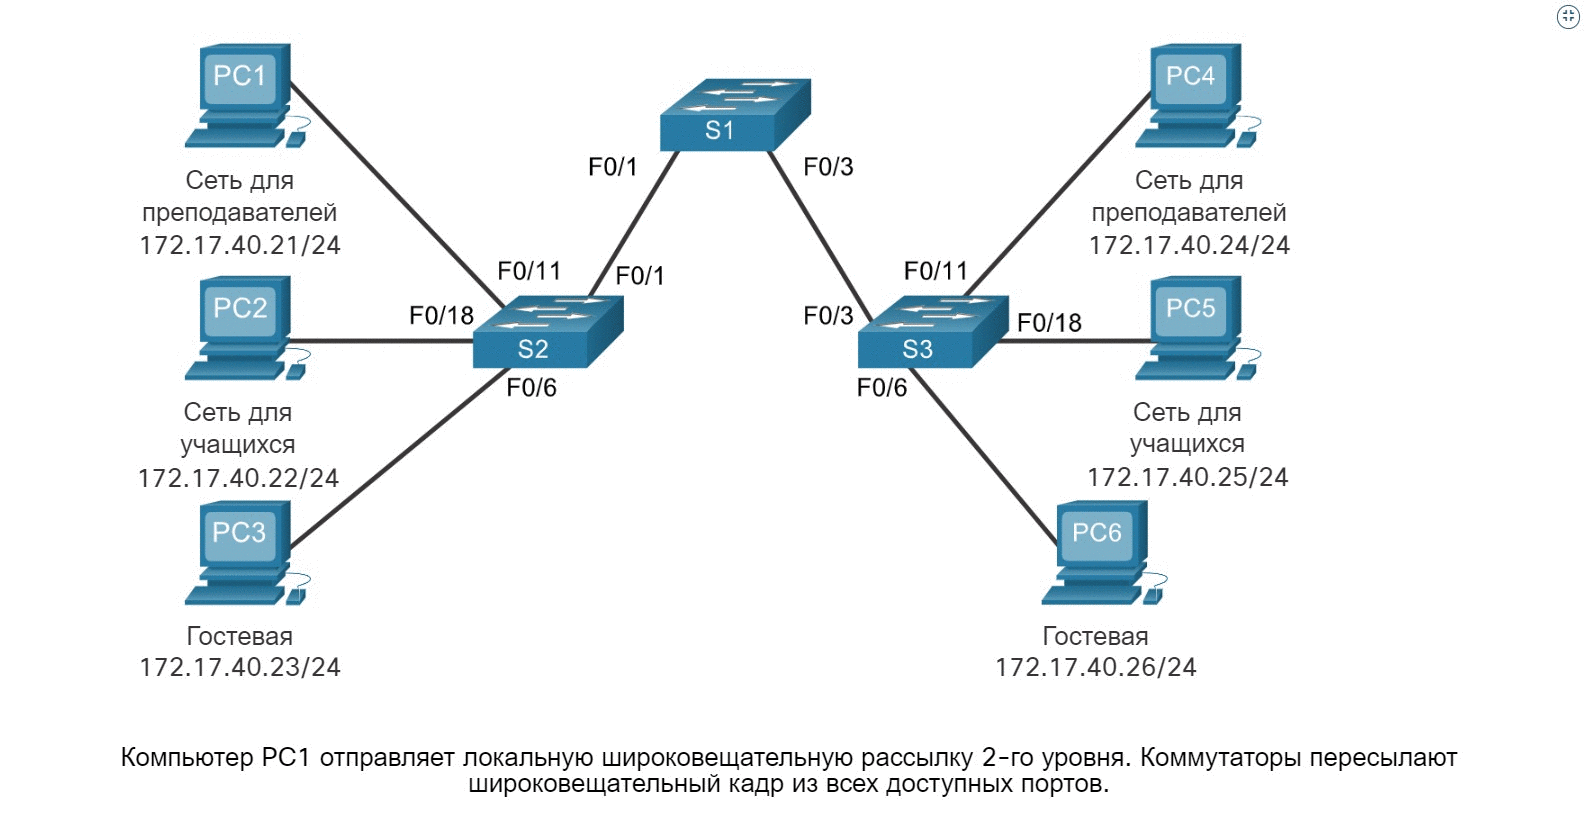 PC1
Сеть для
преподавателей
172.17.40.21/24
PC2
Сеть для
учащихся
172.17.40.22/24
PC3
Гостевая
172.17.40.23/24
S1
F0/1
F0/3
F0/11
F0/1
F0/18
S2
F0/6
F0/11
F0/3
F0/18
S3
F0/6
PC4
Сеть для
преподавателей
172.17.40.24/24
PC5
Сеть для
учащихся
172.17.40.25/24
PC6
Гостевая
172.17.40.26/24
Компьютер PC1 отправляет локальную широковещательную рассылку 2-го уровня. Коммутаторы пересылают
широковещательный кадр из всех доступных портов.